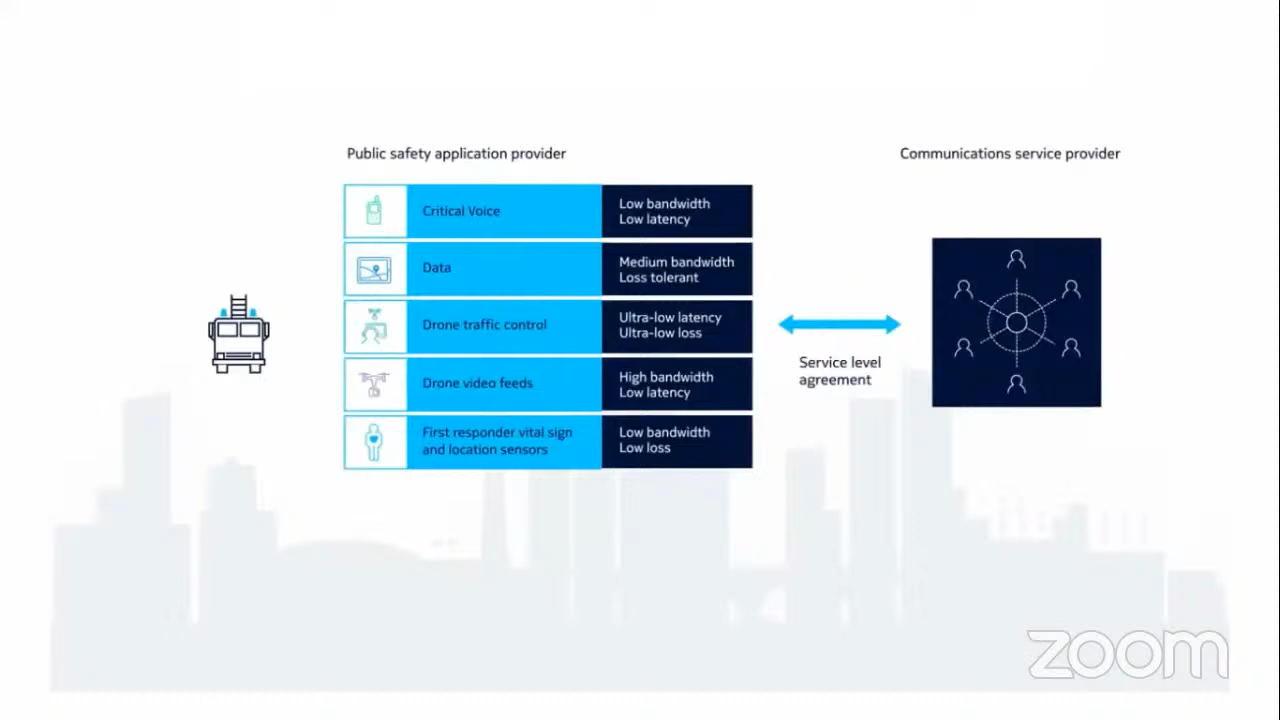 Public safety application provider
Communications service provider
Critical Voice
Low bandwidth
Low latency
Data
Medium bandwidth
Loss tolerant
Drone traffic control
Ultra-low latency
Ultra-low loss
Drone video feeds
High bandwidth
Low latency
First responder vital sign
and location sensors
Low bandwidth
Low loss
Service level
agreement
zoom